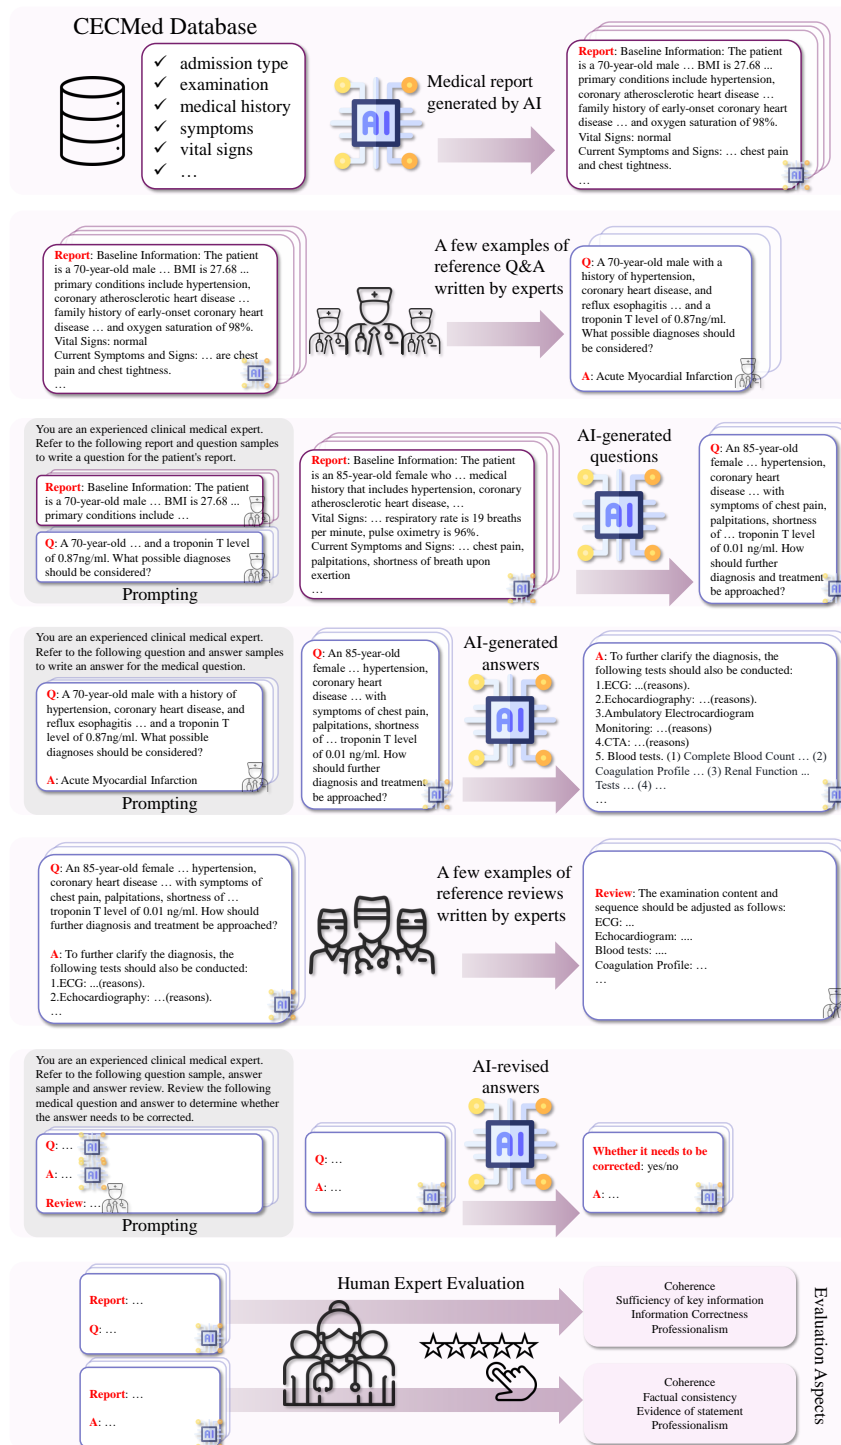 CECMed Database
✓ admission type
✓ examination
✓ medical history
✓ symptoms
✓ vital signs
✓ …
AI
Medical report
generated by AI
Report: Baseline Information: The patient
is a 70-year-old male … BMI is 27.68 ...
primary conditions include hypertension,
coronary atherosclerotic heart disease …
family history of early-onset coronary heart
disease … and oxygen saturation of 98%.
Vital Signs: normal
Current Symptoms and Signs: … chest pain
and chest tightness.
…
AI
Report: Baseline Information: The patient
is a 70-year-old male … BMI is 27.68 ...
primary conditions include hypertension,
coronary atherosclerotic heart disease …
family history of early-onset coronary heart
disease … and oxygen saturation of 98%.
Vital Signs: normal
Current Symptoms and Signs: … are chest
pain and chest tightness.
…
AI
A few examples of
reference Q&A
written by experts
Q: A 70-year-old male with a
history of hypertension,
coronary heart disease, and
reflux esophagitis … and a
troponin T level of 0.87ng/ml.
What possible diagnoses should
be considered?
A: Acute Myocardial Infarction
You are an experienced clinical medical expert.
Refer to the following report and question samples
to write a question for the patient's report.
Report: Baseline Information: The patient
is a 70-year-old male … BMI is 27.68 ...
primary conditions include …
Q: A 70-year-old … and a troponin T level
of 0.87ng/ml. What possible diagnoses
should be considered?
Prompting
Report: Baseline Information: The patient
is an 85-year-old female who … medical
history that includes hypertension, coronary
atherosclerotic heart disease, …
Vital Signs: … respiratory rate is 19 breaths
per minute, pulse oximetry is 96%.
Current Symptoms and Signs: … chest pain,
palpitations, shortness of breath upon
exertion
…
AI
AI-generated
questions
AI
Q: An 85-year-old
female … hypertension,
coronary heart
disease … with
symptoms of chest pain,
palpitations, shortness
of … troponin T level
of 0.01 ng/ml. How
should further
diagnosis and treatment
be approached?
AI
You are an experienced clinical medical expert.
Refer to the following question and answer samples
to write an answer for the medical question.
Q: A 70-year-old male with a history of
hypertension, coronary heart disease, and
reflux esophagitis … and a troponin T
level of 0.87ng/ml. What possible
diagnoses should be considered?
A: Acute Myocardial Infarction
Prompting
Q: An 85-year-old
female … hypertension,
coronary heart
disease … with
symptoms of chest pain,
palpitations, shortness
of … troponin T level
of 0.01 ng/ml. How
should further
diagnosis and treatment
be approached?
AI
AI-generated
answers
AI
A: To further clarify the diagnosis, the
following tests should also be conducted:
1.ECG: ...(reasons).
2.Echocardiography: …(reasons).
3.Ambulatory Electrocardiogram
Monitoring: …(reasons)
4.CTA: …(reasons)
5. Blood tests. (1) Complete Blood Count … (2)
Coagulation Profile … (3) Renal Function ...
Tests … (4) …
…
AI
Q: An 85-year-old female … hypertension,
coronary heart disease … with symptoms of
chest pain, palpitations, shortness of …
troponin T level of 0.01 ng/ml. How should
further diagnosis and treatment be approached?
A: To further clarify the diagnosis, the
following tests should also be conducted:
1.ECG: ...(reasons).
2.Echocardiography: …(reasons).
…
AI
A few examples of
reference reviews
written by experts
Review: The examination content and
sequence should be adjusted as follows:
ECG: ...
Echocardiogram: ....
Blood tests: ....
Coagulation Profile: …
…
You are an experienced clinical medical expert.
Refer to the following question sample, answer
sample and answer review. Review the following
medical question and answer to determine whether
the answer needs to be corrected.
Q: … AI
A: … AI
Review: …
Prompting
Q: …
A: …
AI
AI-revised
answers
AI
Whether it needs to be
corrected: yes/no
A: …
AI
Report: …
Q: …
AI
Report: …
A: …
AI
Human Expert Evaluation
Coherence
Sufficiency of key information
Information Correctness
Professionalism
Coherence
Factual consistency
Evidence of statement
Professionalism
Evaluation Aspects